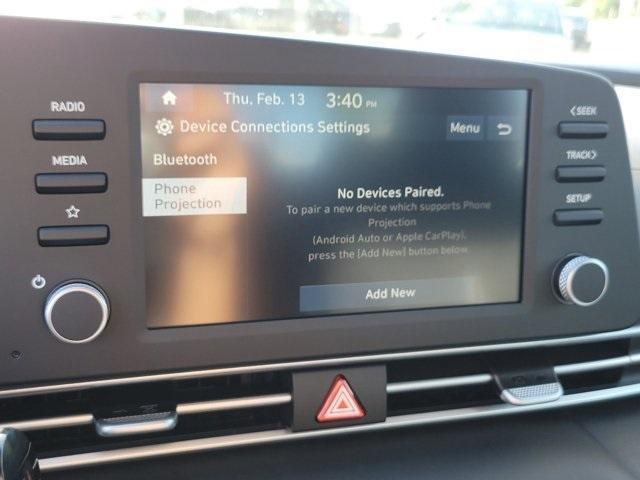 RADIO
MEDIA
Thu, Feb. 13 3:40 PM
Device Connections Settings
Menu
Bluetooth
Phone
Projection
No Devices Paired.
To pair a new device which supports Phone
Projection
(Android Auto or Apple CarPlay),
press the [Add New] button below.
Add New
< SEEK
TRACK >
SETUP